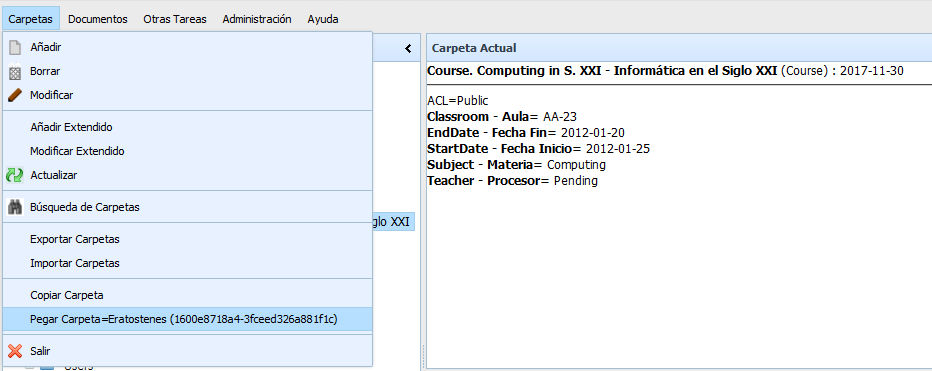 Carpetas Documentos Otras Tareas Administración Ayuda
Añadir
Borrar
Modificar
Añadir Extendido
Modificar Extendido
Actualizar
Búsqueda de Carpetas
Exportar Carpetas
Importar Carpetas
Copiar Carpeta
Pegar Carpeta=Eratostenes (1600e8718a4-3fceed326a881f1c)
Salir
glo XXI
Users
Carpeta Actual
Course. Computing in S. XXI - Informática en el Siglo XXI (Course) : 2017-11-30
ACL=Public
Classroom - Aula= AA-23
EndDate - Fecha Fin= 2012-01-20
StartDate - Fecha Inicio= 2012-01-25
Subject - Materia= Computing
Teacher - Procesor= Pending